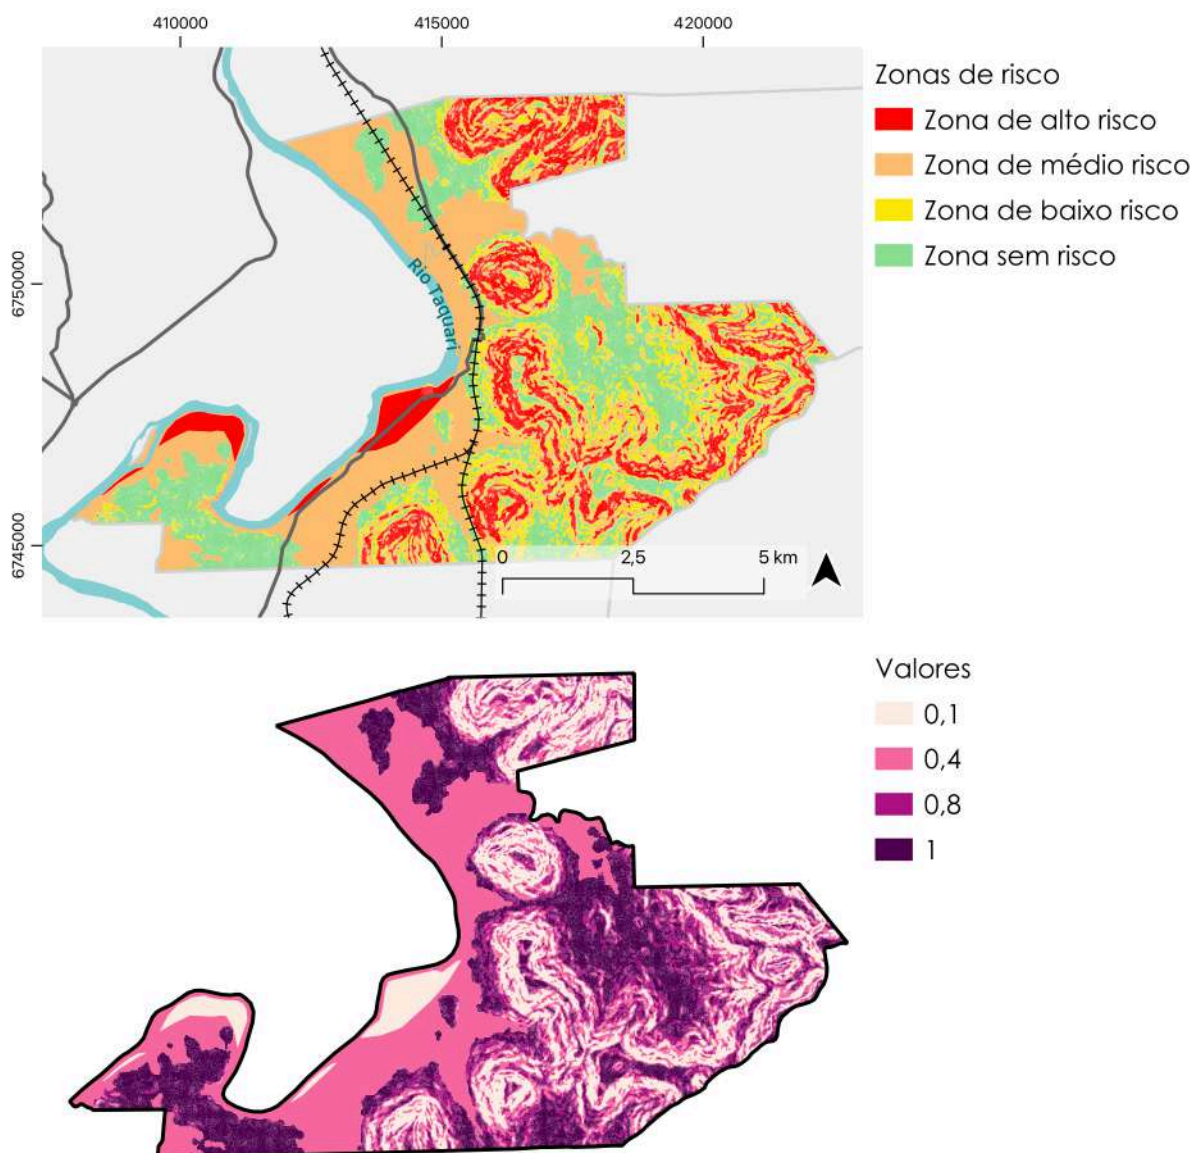 410000
415000
420000
Zonas de risco
Zona de alto risco
Zona de médio risco
Zona de baixo risco
Zona sem risco
6750000
Rio Taquari
6745000
0
2,5
5 km
Valores
0,1
0,4
0,8
1